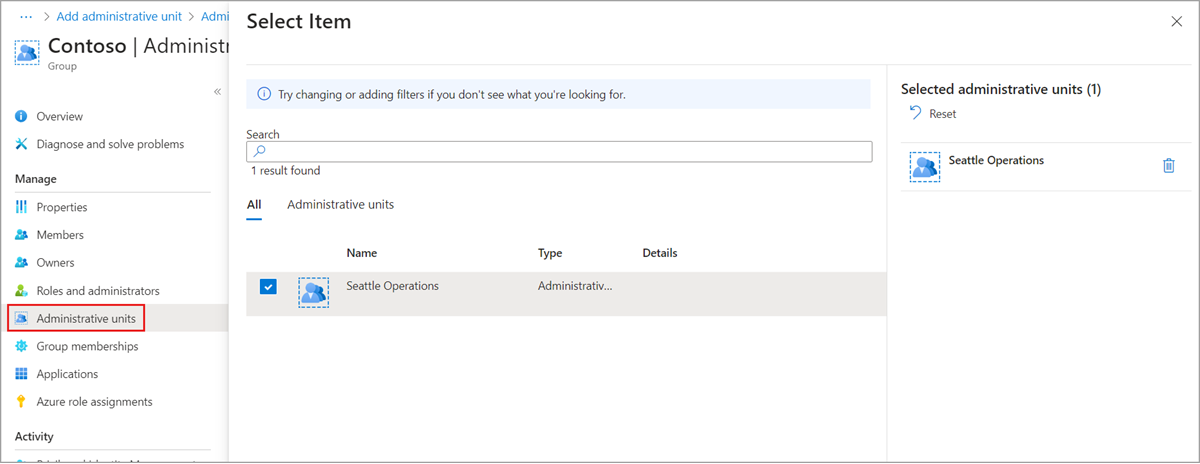 ··· > Add administrative unit > Admi
Contoso | Administr
Group
«
Overview
Diagnose and solve problems
Manage
Properties
Members
Owners
Roles and administrators
Administrative units
Group memberships
Applications
Azure role assignments
Activity
Select Item
Try changing or adding filters if you don't see what you're looking for.
Search
1 result found
All Administrative units
Name Type Details
Seattle Operations Administrativ...
Selected administrative units (1)
Reset
Seattle Operations